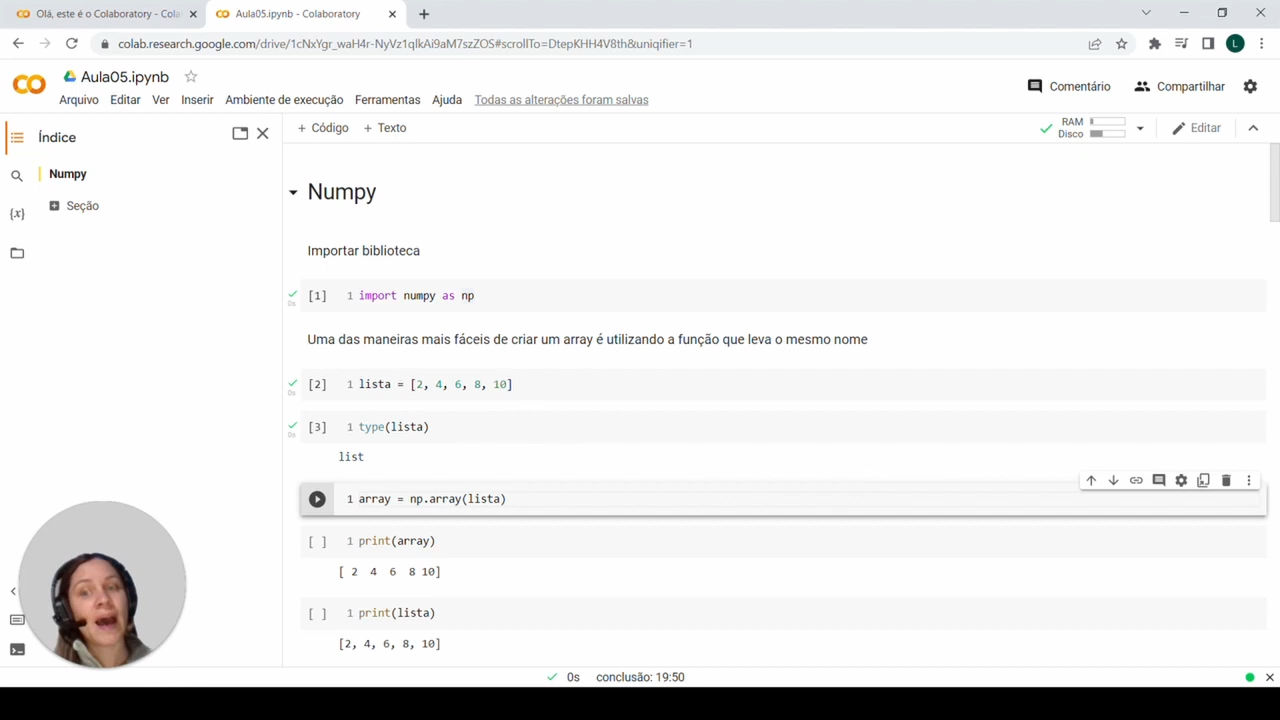 Olá, este é o Colaboratory - Cola
Aula05.ipynb - Colaboratory
colab.research.google.com/drive/1cNxYgr_waH4r-NyVz1qIkAi9aM7szZOS#scrollTo=DtepKHH4V8th&uniqifier=1
L
Aula05.ipynb
Arquivo Editar Ver Inserir Ambiente de execução Ferramentas Ajuda Todas as alterações foram salvas
Comentário Compartilhar
Índice
+ Código + Texto
RAM
Disco
Editar
Numpy
Seção
{x}
Numpy
Importar biblioteca
0s [1] 1 import numpy as np
Uma das maneiras mais fáceis de criar um array é utilizando a função que leva o mesmo nome
0s [2] 1 lista = [2, 4, 6, 8, 10]
0s [3] 1 type(lista)
list
1 array = np.array(lista)
[ ] 1 print(array)
[ 2 4 6 8 10]
[ ] 1 print(lista)
[2, 4, 6, 8, 10]
0s conclusão: 19:50